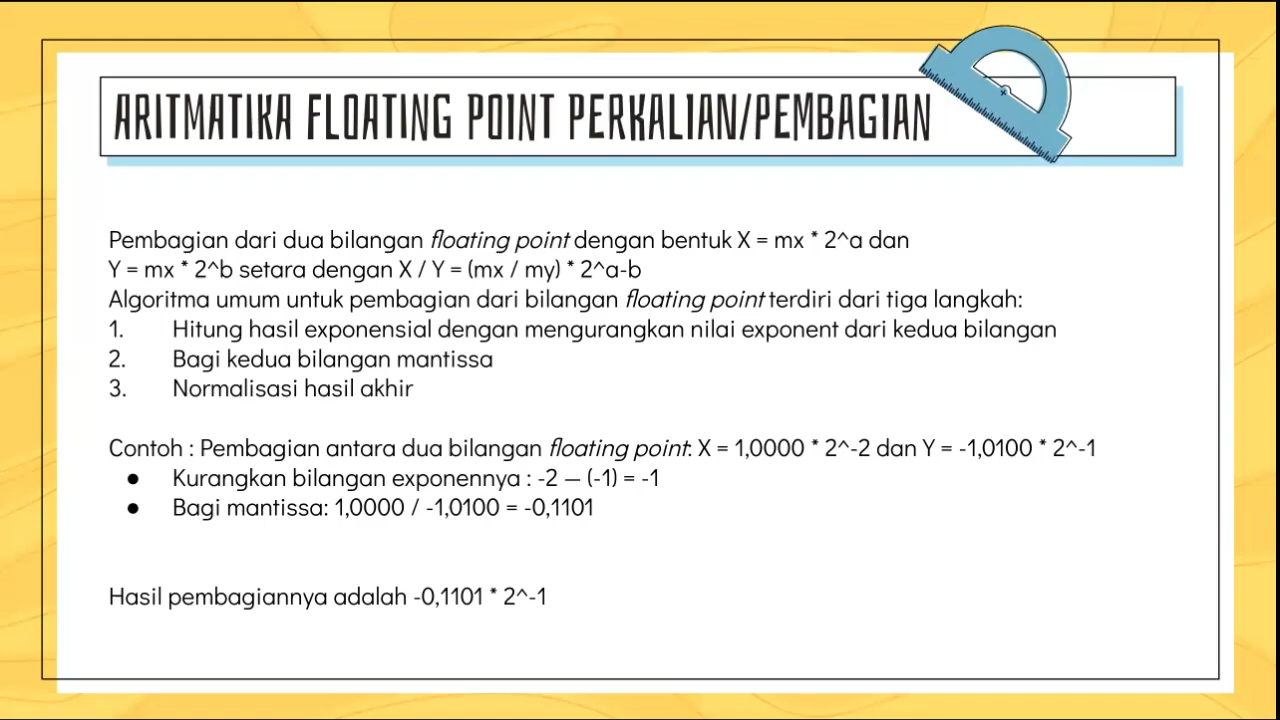 ARITMATIKA FLOATING POINT PERKALIAN/PEMBAGIAN
Pembagian dari dua bilangan floating point dengan bentuk X = mx * 2^a dan
Y = mx * 2^b setara dengan X / Y = (mx / my) * 2^a-b
Algoritma umum untuk pembagian dari bilangan floating point terdiri dari tiga langkah:
1. Hitung hasil exponensial dengan mengurangkan nilai exponent dari kedua bilangan
2. Bagi kedua bilangan mantissa
3. Normalisasi hasil akhir
Contoh : Pembagian antara dua bilangan floating point: X = 1,0000 * 2^-2 dan Y = -1,0100 * 2^-1
● Kurangkan bilangan exponennya : -2 – (-1) = -1
● Bagi mantissa: 1,0000 / -1,0100 = -0,1101
Hasil pembagiannya adalah -0,1101 * 2^-1